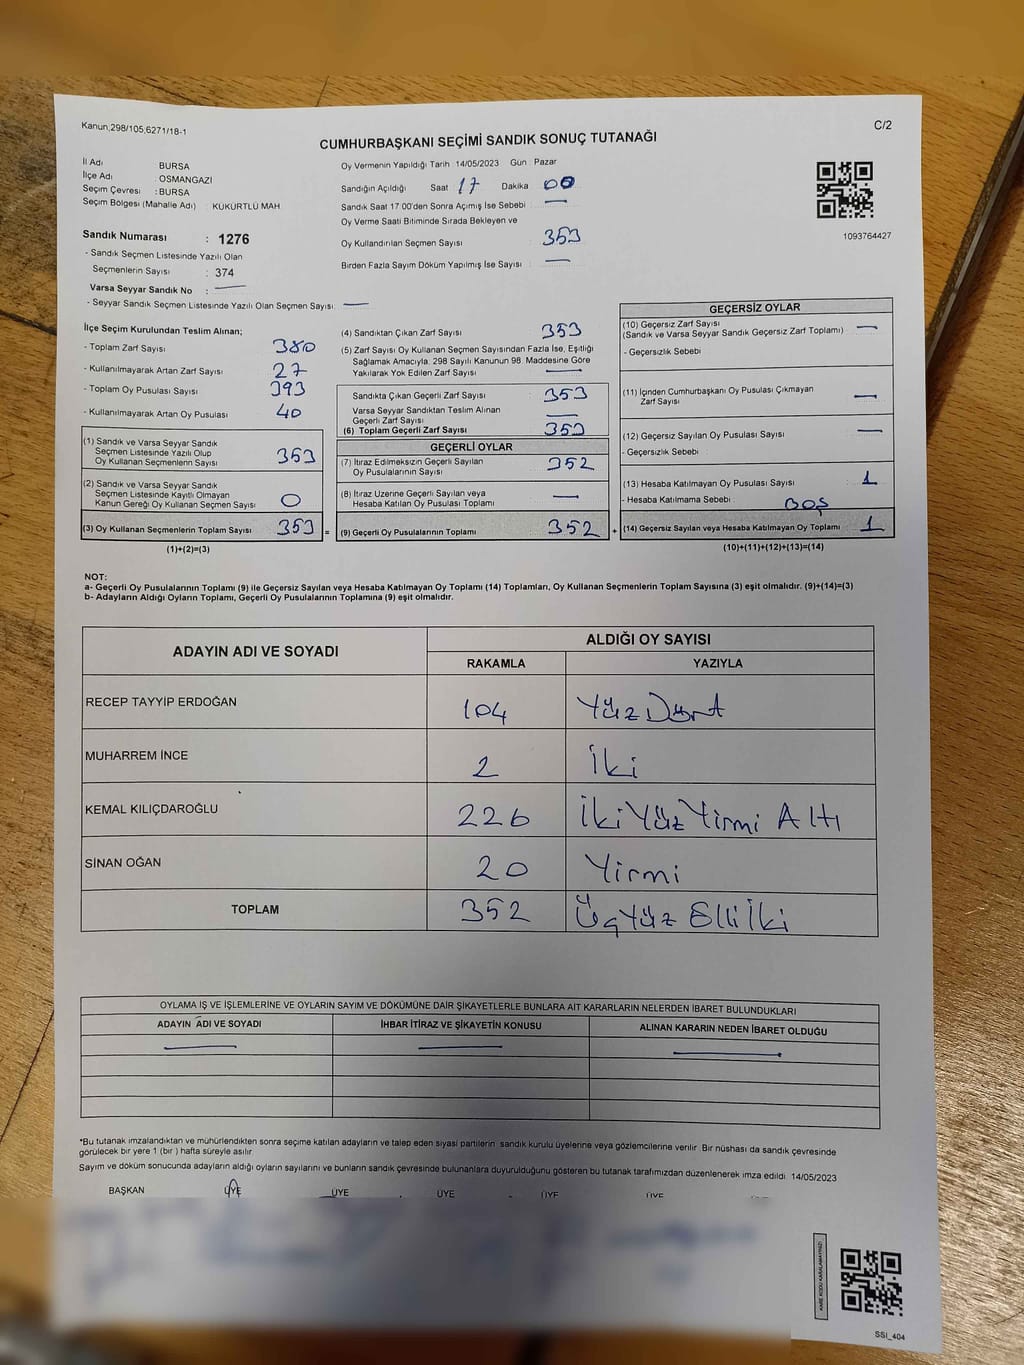 Kanun;298/105;6271/18-1
C/2
CUMHURBAŞKANI SEÇİMİ SANDIK SONUÇ TUTANAĞI
İl Adı BURSA
İlçe Adı : OSMANGAZI
Seçim Çevresi : BURSA
Seçim Bölgesi (Mahalle Adı) : KÜKÜRTLÜ MAH
Sandık Numarası : 1276
- Sandık Seçmen Listesinde Yazılı Olan
Seçmenlerin Sayısı : 374
Varsa Seyyar Sandık No : —
- Seyyar Sandık Seçmen Listesinde Yazılı Olan Seçmen Sayısı: —
Oy Vermenin Yapıldığı Tarih : 14/05/2023 Gün : Pazar
Sandığın Açıldığı Saat 17 Dakika 00
Sandık Saat 17:00'den Sonra Açımış İse Sebebi : —
Oy Verme Saati Bitiminde Sırada Bekleyen ve
Oy Kullandırılan Seçmen Sayısı 353
Birden Fazla Sayım Döküm Yapılmış İse Sayısı : —
1093764427
İlçe Seçim Kurulundan Teslim Alınan;
- Toplam Zarf Sayısı 380
- Kullanılmayarak Artan Zarf Sayısı : 27
- Toplam Oy Pusulası Sayısı 393
- Kullanılmayarak Artan Oy Pusulası : 40
(1) Sandık ve Varsa Seyyar Sandık
Seçmen Listesinde Yazılı Olup
Oy Kullanan Seçmenlerin Sayısı : 353
(2) Sandık ve Varsa Seyyar Sandık
Seçmen Listesinde Kayıtlı Olmayan
Kanun Gereği Oy Kullanan Seçmen Sayısı : 0
(3) Oy Kullanan Seçmenlerin Toplam Sayısı : 353 =
(1)+(2)=(3)
(4) Sandıktan Çıkan Zarf Sayısı 353
(5) Zarf Sayısı Oy Kullanan Seçmen Sayısından Fazla İse, Eşitliği
Sağlamak Amacıyla; 298 Sayılı Kanunun 98. Maddesine Göre
Yakılarak Yok Edilen Zarf Sayısı : —
Sandıkta Çıkan Geçerli Zarf Sayısı : 353
Varsa Seyyar Sandıktan Teslim Alınan
Geçerli Zarf Sayısı : —
(6) Toplam Geçerli Zarf Sayısı : 353
GEÇERLİ OYLAR
(7) İtiraz Edilmeksizin Geçerli Sayılan
Oy Pusulalarının Sayısı : 352
(8) İtiraz Üzerine Geçerli Sayılan veya
Hesaba Katılan Oy Pusulası Toplamı : —
(9) Geçerli Oy Pusulalarının Toplamı : 352 +
GEÇERSİZ OYLAR
(10) Geçersiz Zarf Sayısı
(Sandık ve Varsa Seyyar Sandık Geçersiz Zarf Toplamı) : —
- Geçersizlik Sebebi
(11) İçinden Cumhurbaşkanı Oy Pusulası Çıkmayan
Zarf Sayısı : —
(12) Geçersiz Sayılan Oy Pusulası Sayısı : —
- Geçersizlik Sebebi :
(13) Hesaba Katılmayan Oy Pusulası Sayısı : 1
- Hesaba Katılmama Sebebi : BOŞ
(14) Geçersiz Sayılan veya Hesaba Katılmayan Oy Toplamı : 1
(10)+(11)+(12)+(13)=(14)
NOT:
a- Geçerli Oy Pusulalarının Toplamı (9) ile Geçersiz Sayılan veya Hesaba Katılmayan Oy Toplamı (14) Toplamları, Oy Kullanan Seçmenlerin Toplam Sayısına (3) eşit olmalıdır. (9)+(14)=(3)
b- Adayların Aldığı Oyların Toplamı, Geçerli Oy Pusulalarının Toplamına (9) eşit olmalıdır.
ADAYIN ADI VE SOYADI ALDIĞI OY SAYISI
RAKAMLA YAZIYLA
RECEP TAYYİP ERDOĞAN 104 Yüz Dört
MUHARREM İNCE 2 İki
KEMAL KILIÇDAROĞLU 226 İki Yüz Yirmi Altı
SİNAN OĞAN 20 Yirmi
TOPLAM 352 Üç Yüz Elli İki
OYLAMA İŞ VE İŞLEMLERİNE VE OYLARIN SAYIM VE DÖKÜMÜNE DAİR ŞİKAYETLERLE BUNLARA AİT KARARLARIN NELERDEN İBARET BULUNDUKLARI
ADAYIN ADI VE SOYADI İHBAR İTİRAZ VE ŞİKAYETİN KONUSU ALINAN KARARIN NEDEN İBARET OLDUĞU
— — —
*Bu tutanak imzalandıktan ve mühürlendikten sonra seçime katılan adayların ve talep eden siyasi partilerin sandık kurulu üyelerine veya gözlemcilerine verilir. Bir nüshası da sandık çevresinde
görülecek bir yere 1 (bir ) hafta süreyle asılır.
Sayım ve döküm sonucunda adayların aldığı oyların sayılarını ve bunların sandık çevresinde bulunanlara duyurulduğunu gösteren bu tutanak tarafımızdan düzenlenerek imza edildi. 14/05/2023
BAŞKAN ÜYE ÜYE ÜYE ÜYE ÜYE ÜYE
KARE KODU KARALAMAYINIZ!
SSİ_404